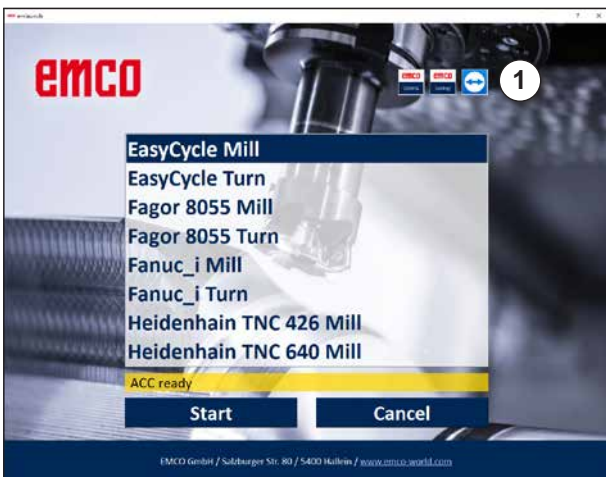 emco
1
EasyCycle Mill
EasyCycle Turn
Fagor 8055 Mill
Fagor 8055 Turn
Fanuc_i Mill
Fanuc_i Turn
Heidenhain TNC 426 Mill
Heidenhain TNC 640 Mill
ACC ready
Start Cancel
EMCO GmbH / Salzburger Str. 80 / 5400 Hallein / www.emco-world.com